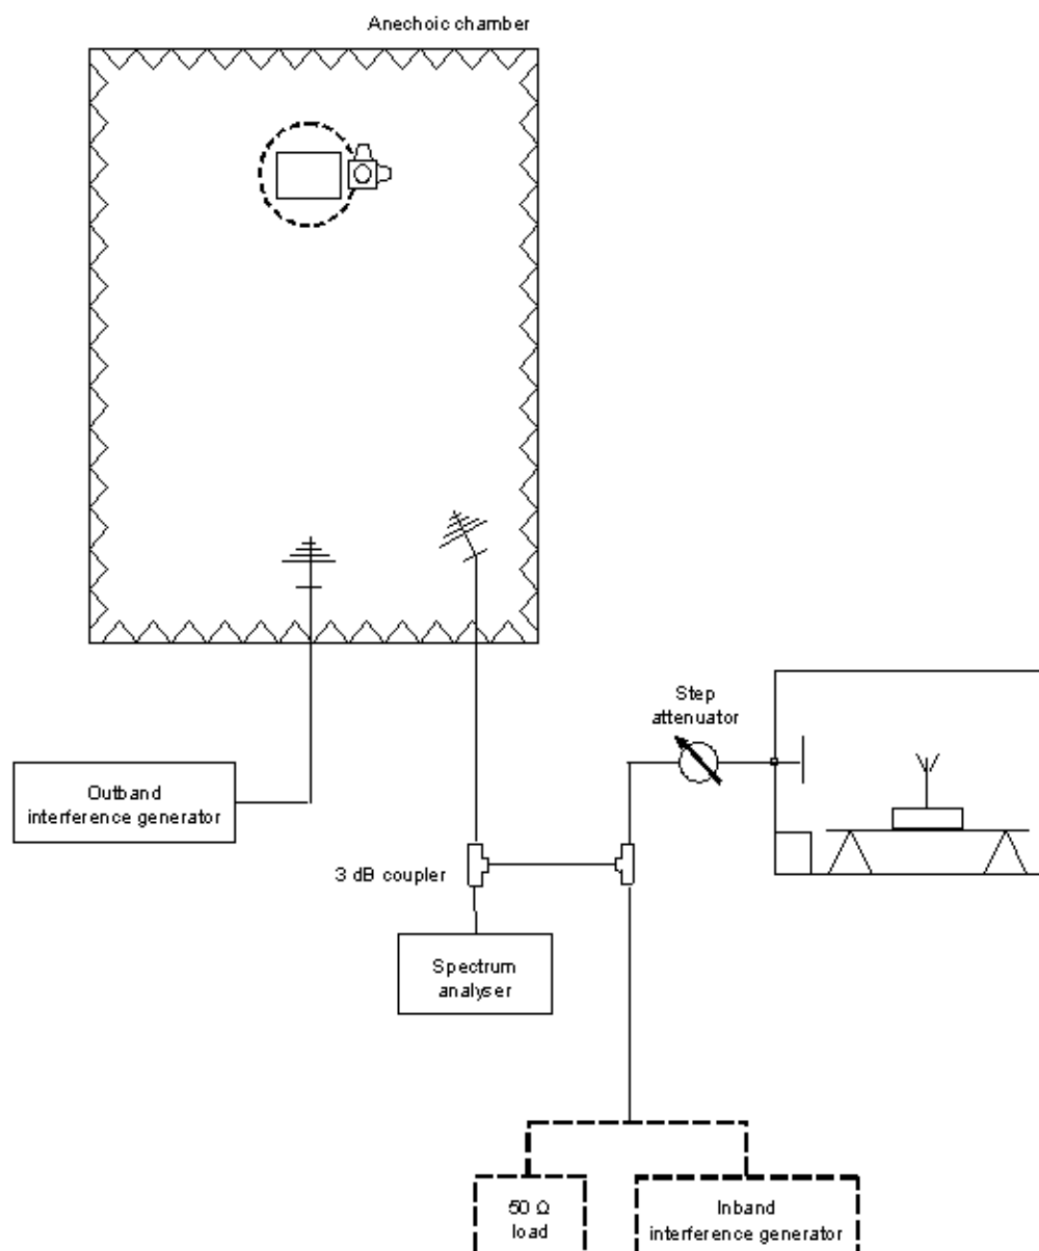 Anechoic chamber
Step
attenuator
Outband
interference generator
3 dB coupler
Spectrum
analyser
50 Ω
load
Inband
interference generator